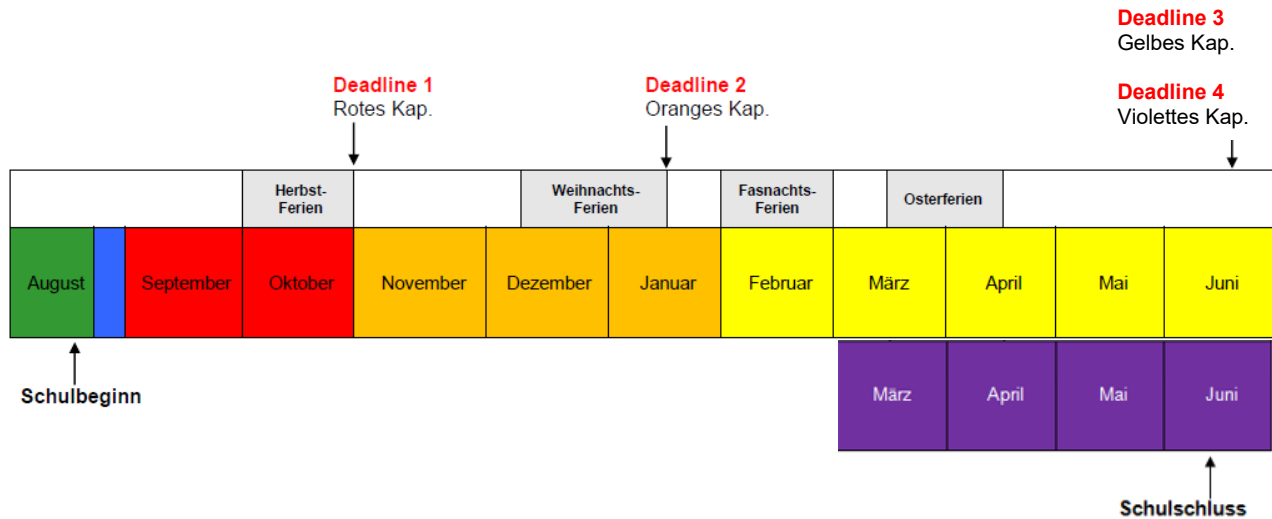 Deadline 3
Gelbes Kap.
Deadline 1
Rotes Kap.
Deadline 2
Oranges Kap.
Deadline 4
Violettes Kap.
Herbst-
Ferien
Weihnachts-
Ferien
Fasnachts-
Ferien
Osterferien
August
September
Oktober
November
Dezember
Januar
Februar
März
April
Mai
Juni
Schulbeginn
März
April
Mai
Juni
Schulschluss